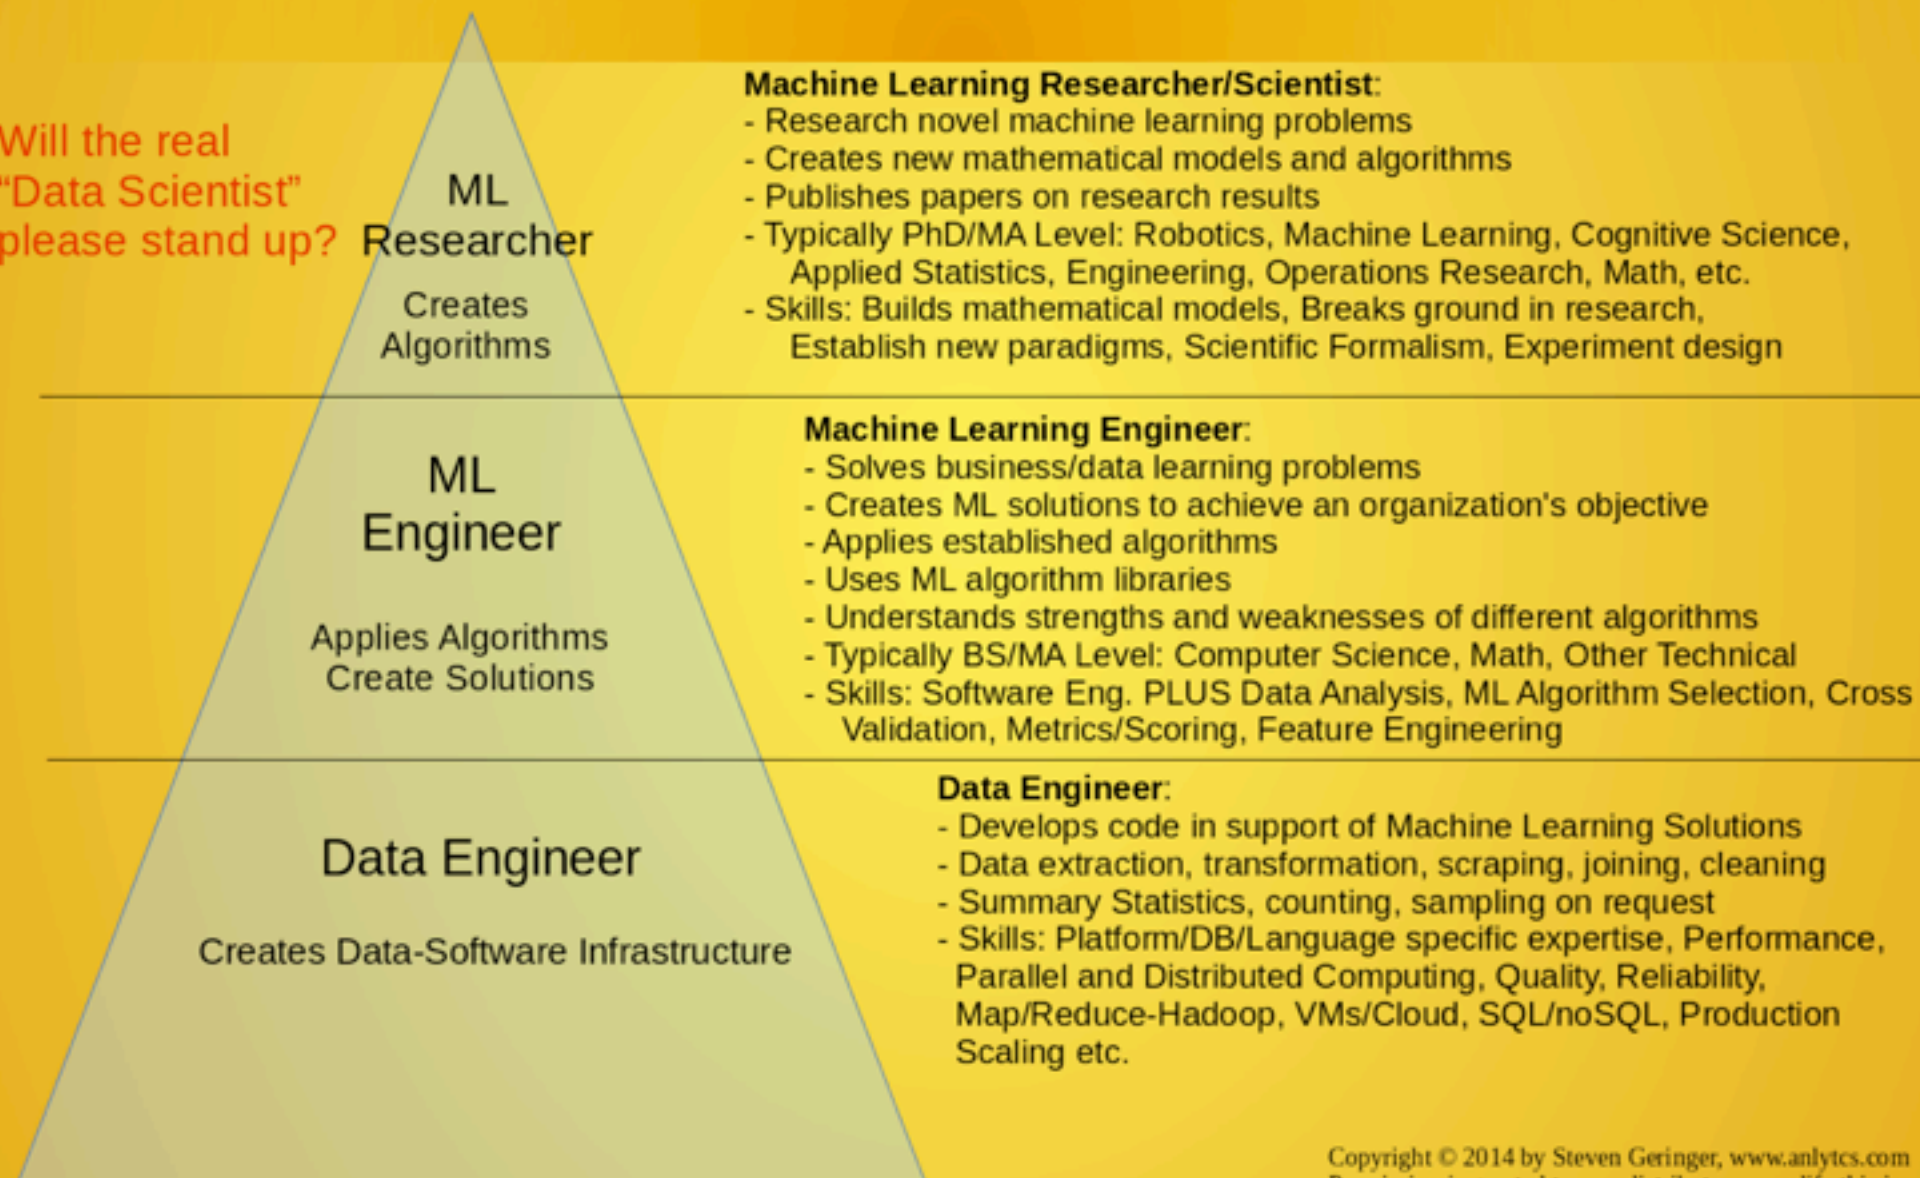 Will the real
“Data Scientist”
please stand up?
ML
Researcher
Creates
Algorithms
Machine Learning Researcher/Scientist:
- Research novel machine learning problems
- Creates new mathematical models and algorithms
- Publishes papers on research results
- Typically PhD/MA Level: Robotics, Machine Learning, Cognitive Science,
Applied Statistics, Engineering, Operations Research, Math, etc.
- Skills: Builds mathematical models, Breaks ground in research,
Establish new paradigms, Scientific Formalism, Experiment design
ML
Engineer
Applies Algorithms
Create Solutions
Machine Learning Engineer:
- Solves business/data learning problems
- Creates ML solutions to achieve an organization's objective
- Applies established algorithms
- Uses ML algorithm libraries
- Understands strengths and weaknesses of different algorithms
- Typically BS/MA Level: Computer Science, Math, Other Technical
- Skills: Software Eng. PLUS Data Analysis, ML Algorithm Selection, Cross
Validation, Metrics/Scoring, Feature Engineering
Data Engineer
Creates Data-Software Infrastructure
Data Engineer:
- Develops code in support of Machine Learning Solutions
- Data extraction, transformation, scraping, joining, cleaning
- Summary Statistics, counting, sampling on request
- Skills: Platform/DB/Language specific expertise, Performance,
Parallel and Distributed Computing, Quality, Reliability,
Map/Reduce-Hadoop, VMs/Cloud, SQL/noSQL, Production
Scaling etc.
Copyright © 2014 by Steven Geringer, www.anlytcs.com